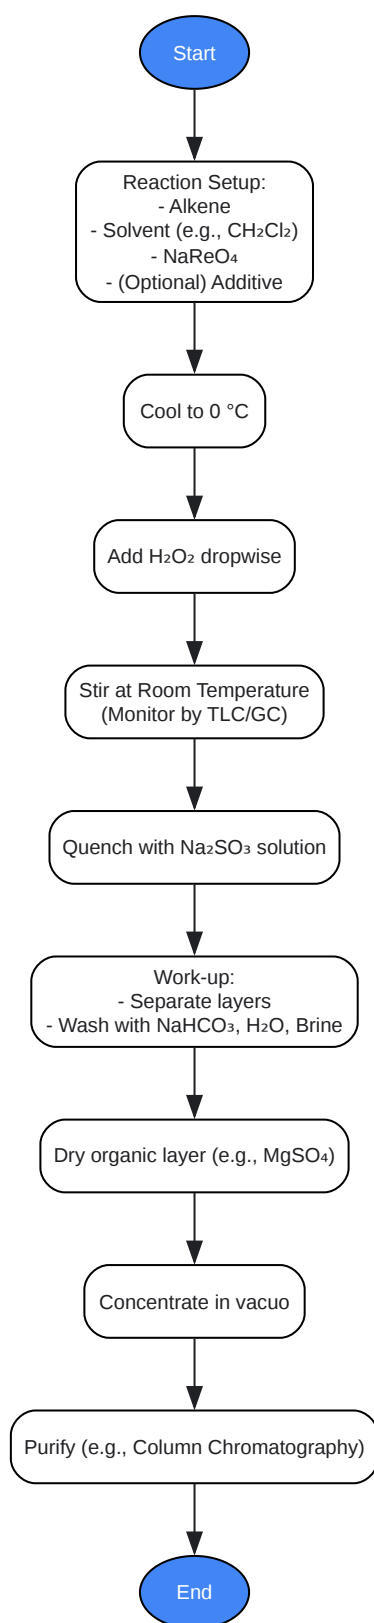 Start
Reaction Setup:
- Alkene
- Solvent (e.g., CH₂Cl₂)
- NaReO₄
- (Optional) Additive
Cool to 0 °C
Add H₂O₂ dropwise
Stir at Room Temperature
(Monitor by TLC/GC)
Quench with Na₂SO₃ solution
Work-up:
- Separate layers
- Wash with NaHCO₃, H₂O, Brine
Dry organic layer (e.g., MgSO₄)
Concentrate in vacuo
Purify (e.g., Column Chromatography)
End